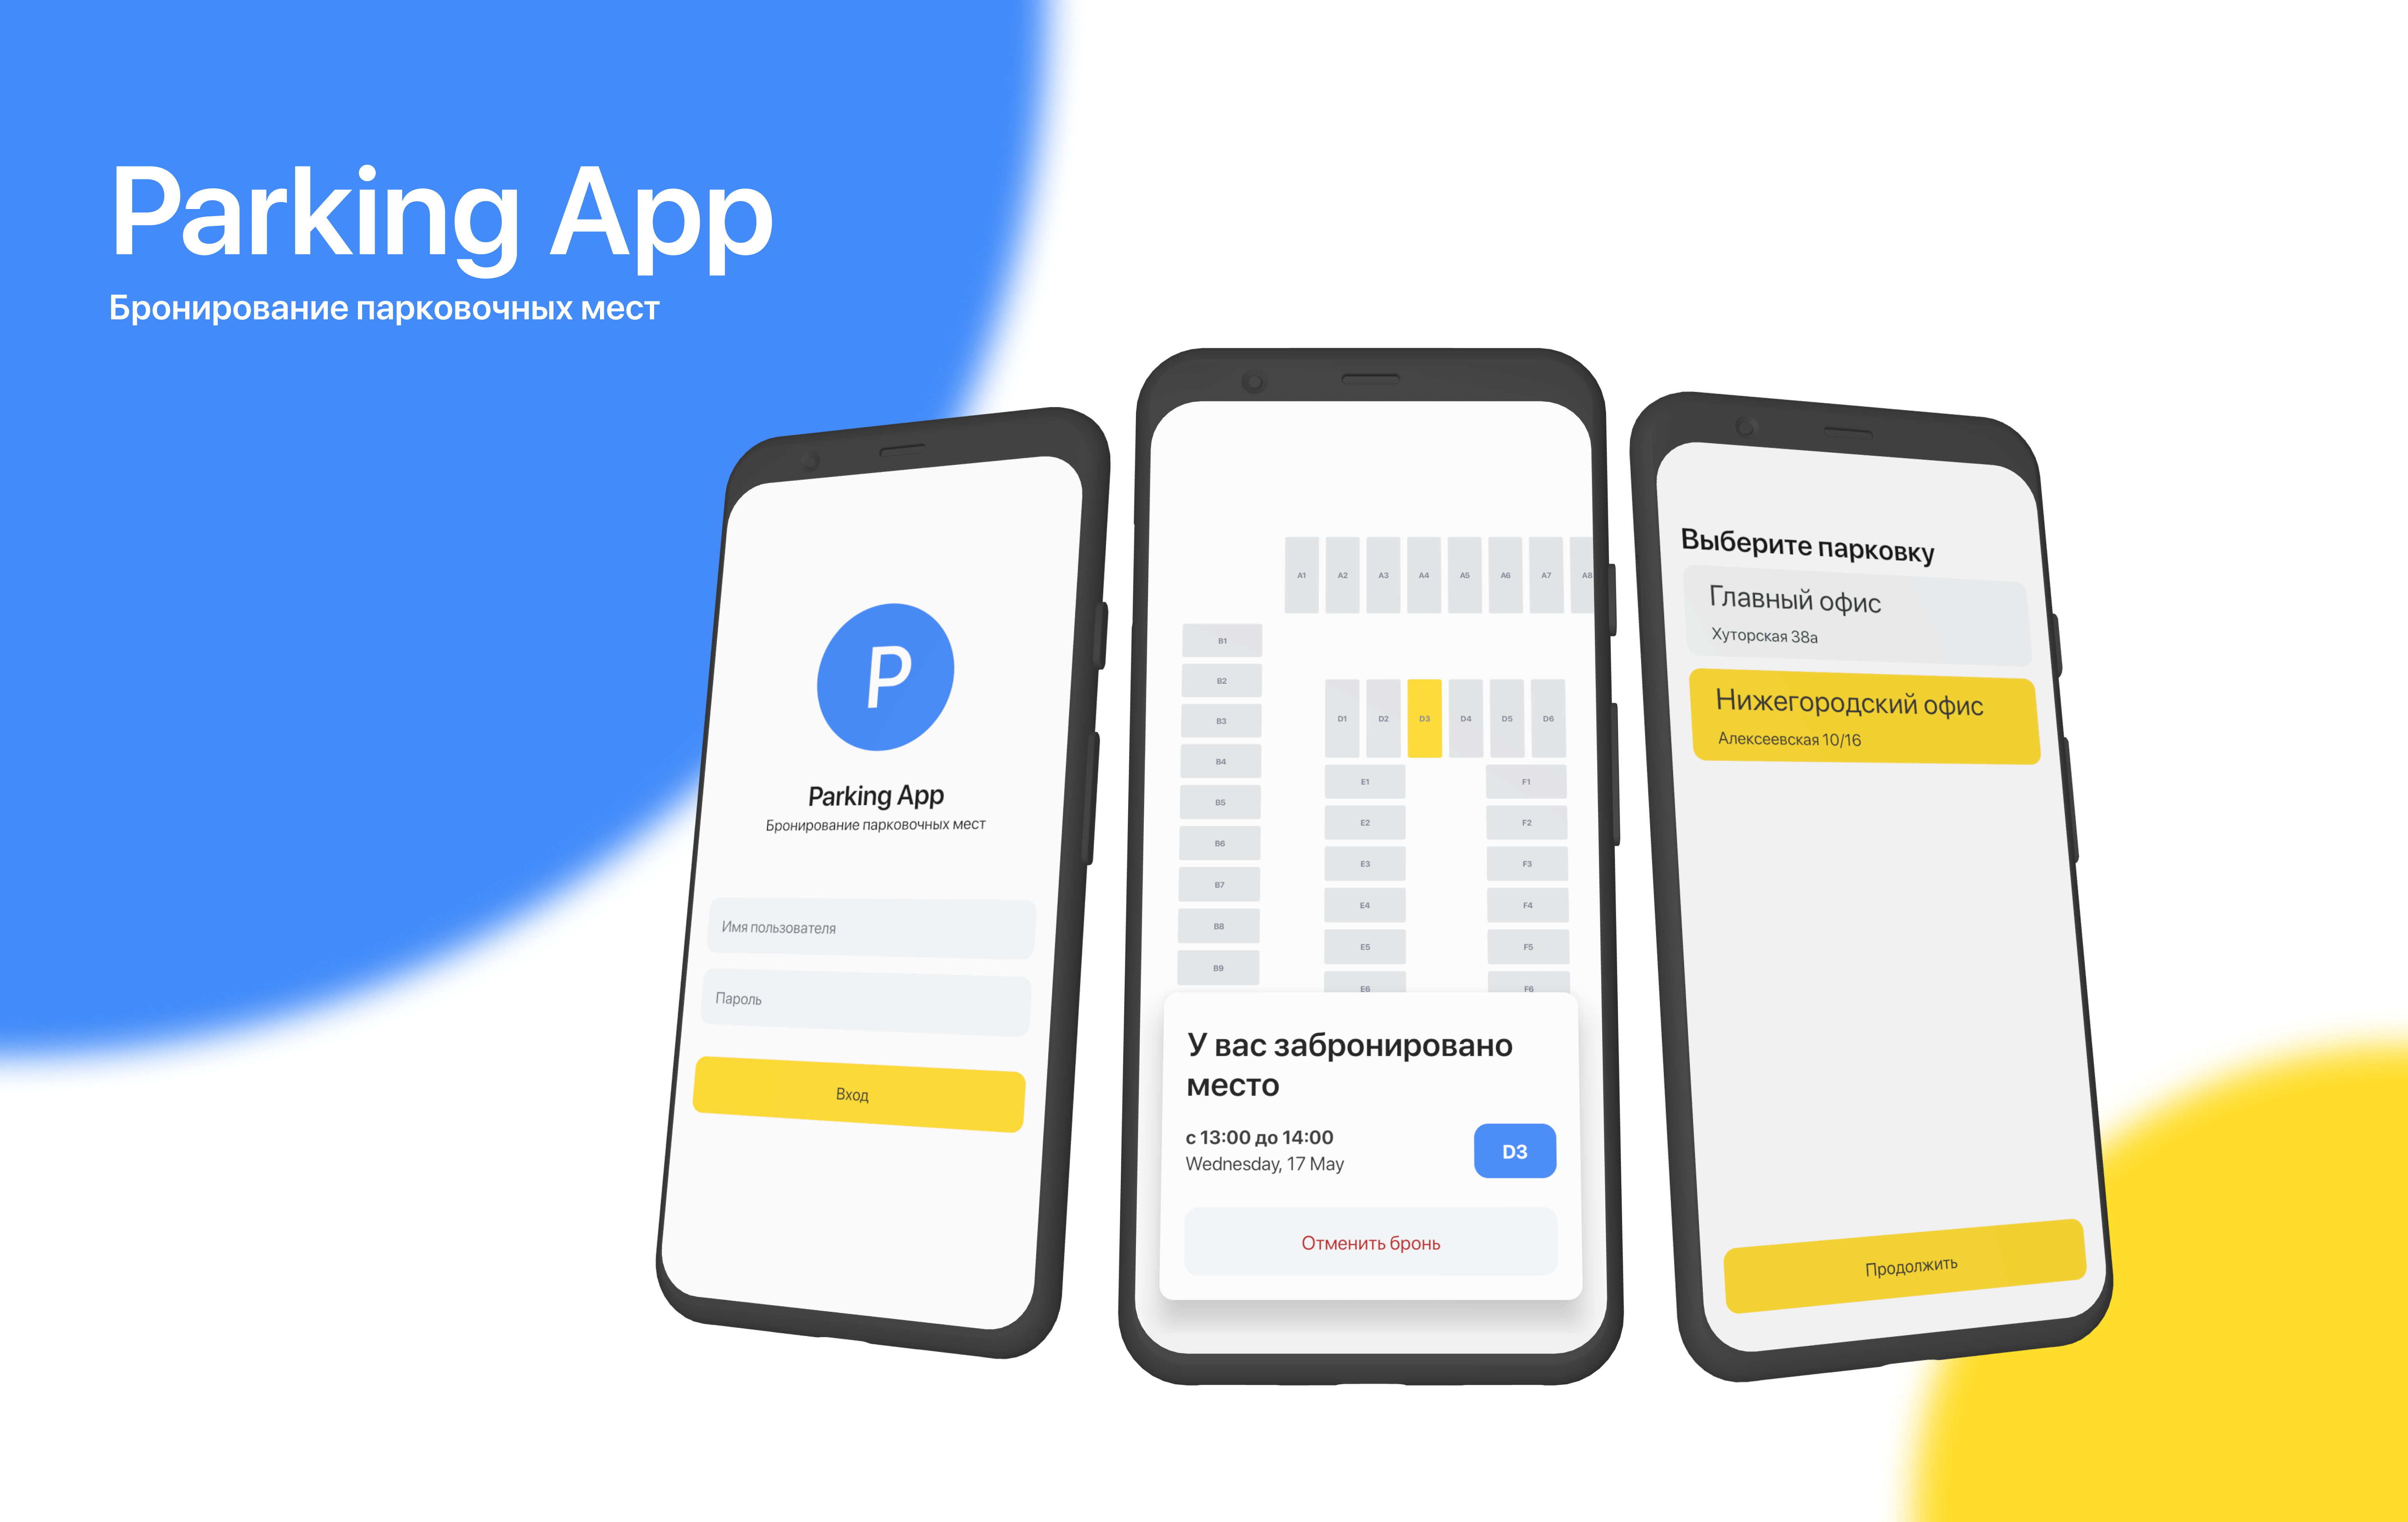 Parking App
Бронирование парковочных мест
P
Parking App
Бронирование парковочных мест
Имя пользователя
Пароль
Вход
A1 A2 A3 A4 A5 A6 A7 A8
B1
B2
B3
B4
B5
B6
B7
B8
B9
D1 D2 D3 D4 D5 D6
E1 F1
E2 F2
E3 F3
E4 F4
E5 F5
E6 F6
У вас забронировано
место
с 13:00 до 14:00
Wednesday, 17 May
D3
Отменить бронь
Выберите парковку
Главный офис
Хуторская 38а
Нижегородский офис
Алексеевская 10/16
Продолжить